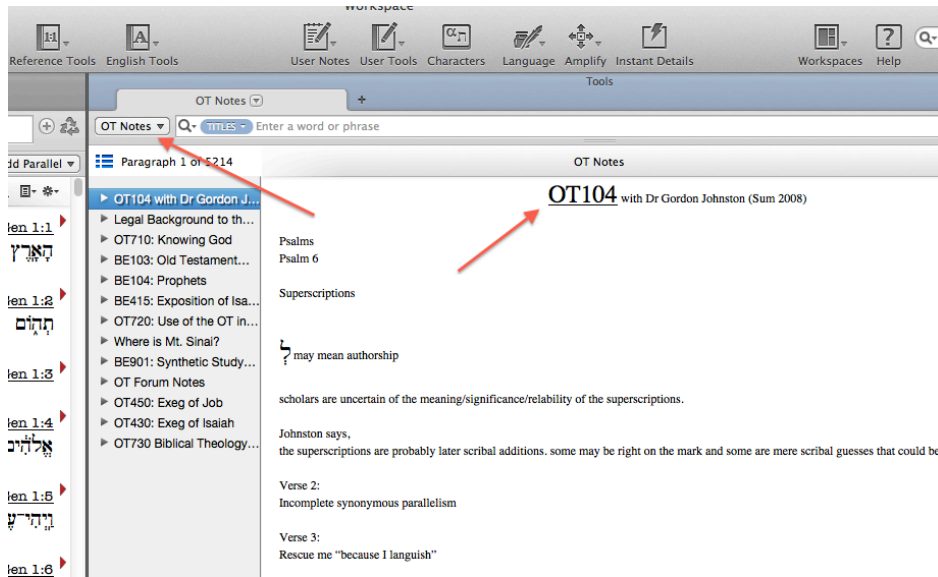 Workspace
Reference Tools English Tools User Notes User Tools Characters Language Amplify Instant Details Workspaces Help
Tools
OT Notes
OT Notes TITLES Enter a word or phrase
dd Parallel Paragraph 1 of 5214 OT Notes
OT104 with Dr Gordon J...
Legal Background to th...
OT710: Knowing God
BE103: Old Testament...
BE104: Prophets
BE415: Exposition of Isa...
OT720: Use of the OT in...
Where is Mt. Sinai?
BE901: Synthetic Study...
OT Forum Notes
OT450: Exeg of Job
OT430: Exeg of Isaiah
OT730 Biblical Theology...
OT104 with Dr Gordon Johnston (Sum 2008)
Psalms
Psalm 6
Superscriptions
לְ may mean authorship
scholars are uncertain of the meaning/significance/relability of the superscriptions.
Johnston says,
the superscriptions are probably later scribal additions. some may be right on the mark and some are mere scribal guesses that could be
Verse 2:
Incomplete synonymous parallelism
Verse 3:
Rescue me “because I languish”
Gen 1:1
הָאָֽרֶץ
Gen 1:2
תְה֑וֹם
Gen 1:3
Gen 1:4
אֱלֹהִ֔ים
Gen 1:5
Gen 1:6